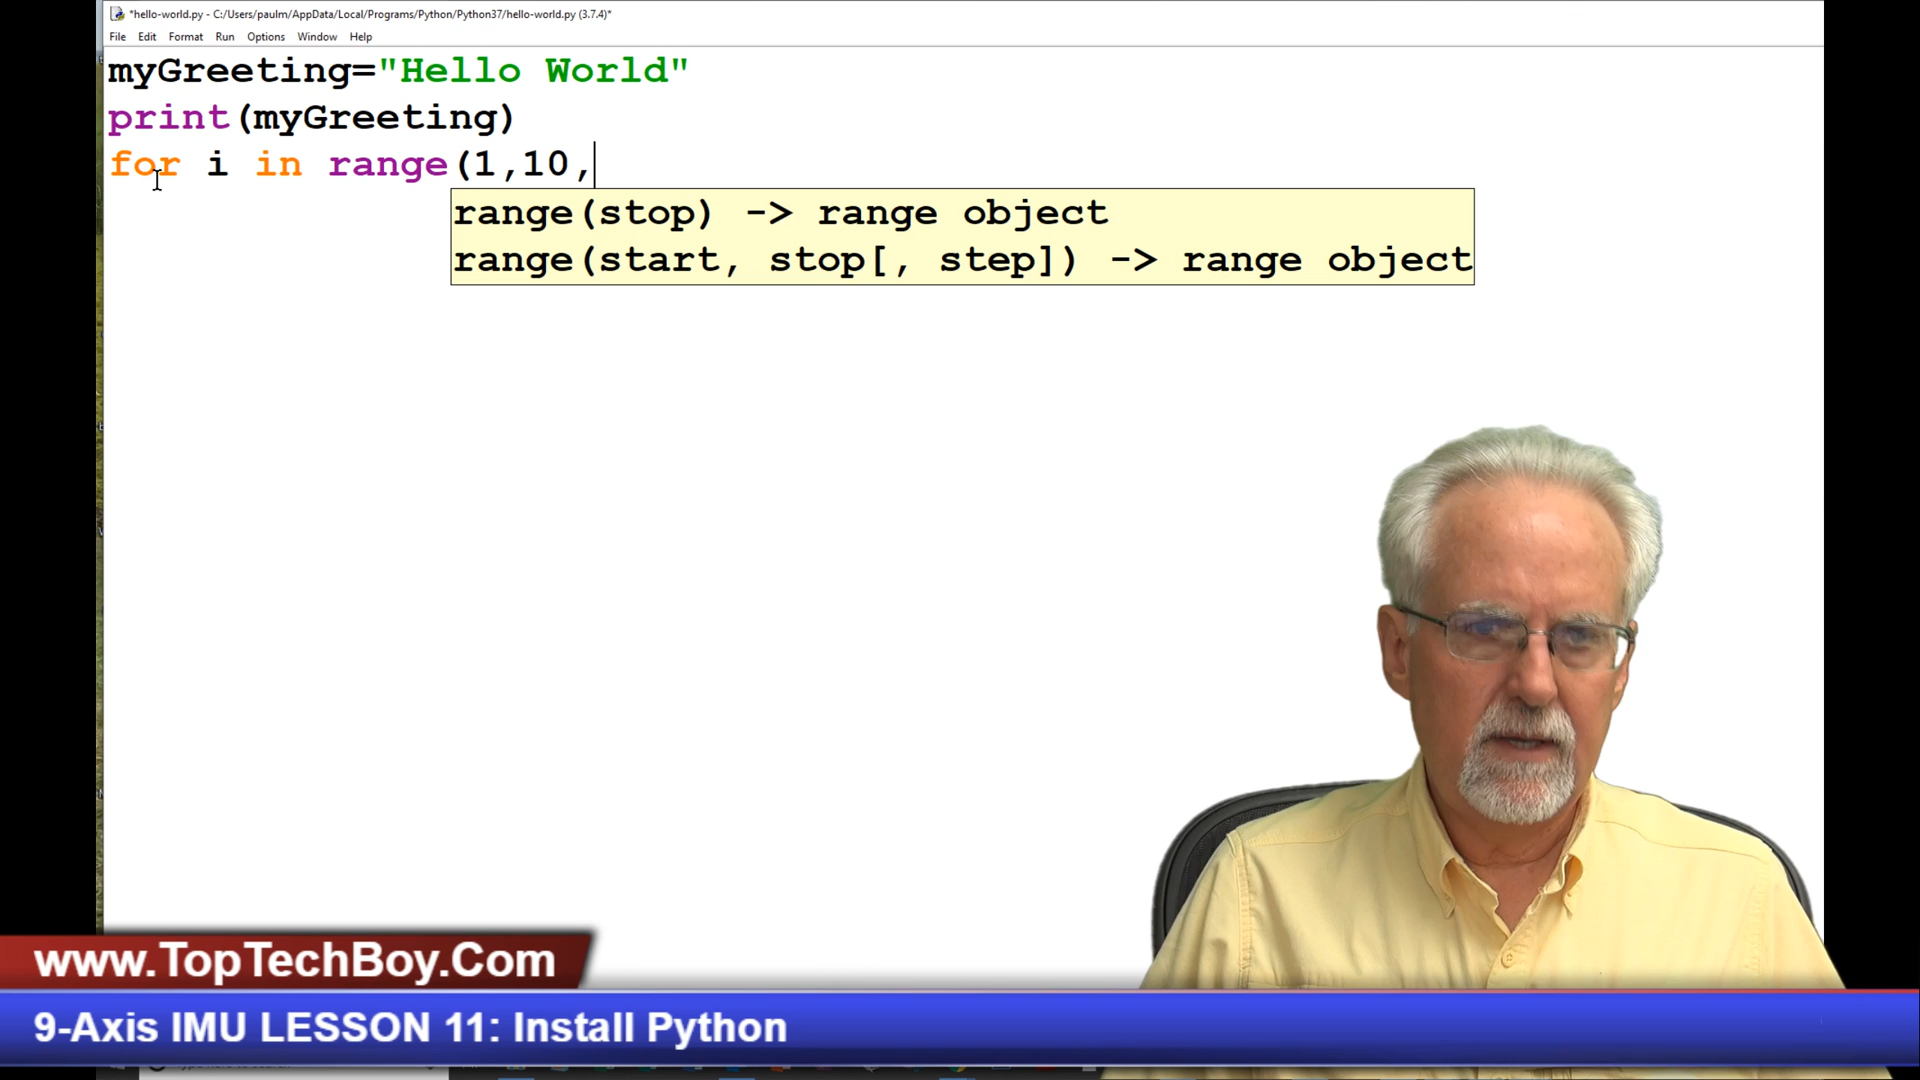 *hello-world.py - C:/Users/paulm/AppData/Local/Programs/Python/Python37/hello-world.py (3.7.4)*
File Edit Format Run Options Window Help
myGreeting="Hello World"
print(myGreeting)
for i in range(1,10,
range(stop) -> range object
range(start, stop[, step]) -> range object
www.TopTechBoy.Com
9-Axis IMU LESSON 11: Install Python